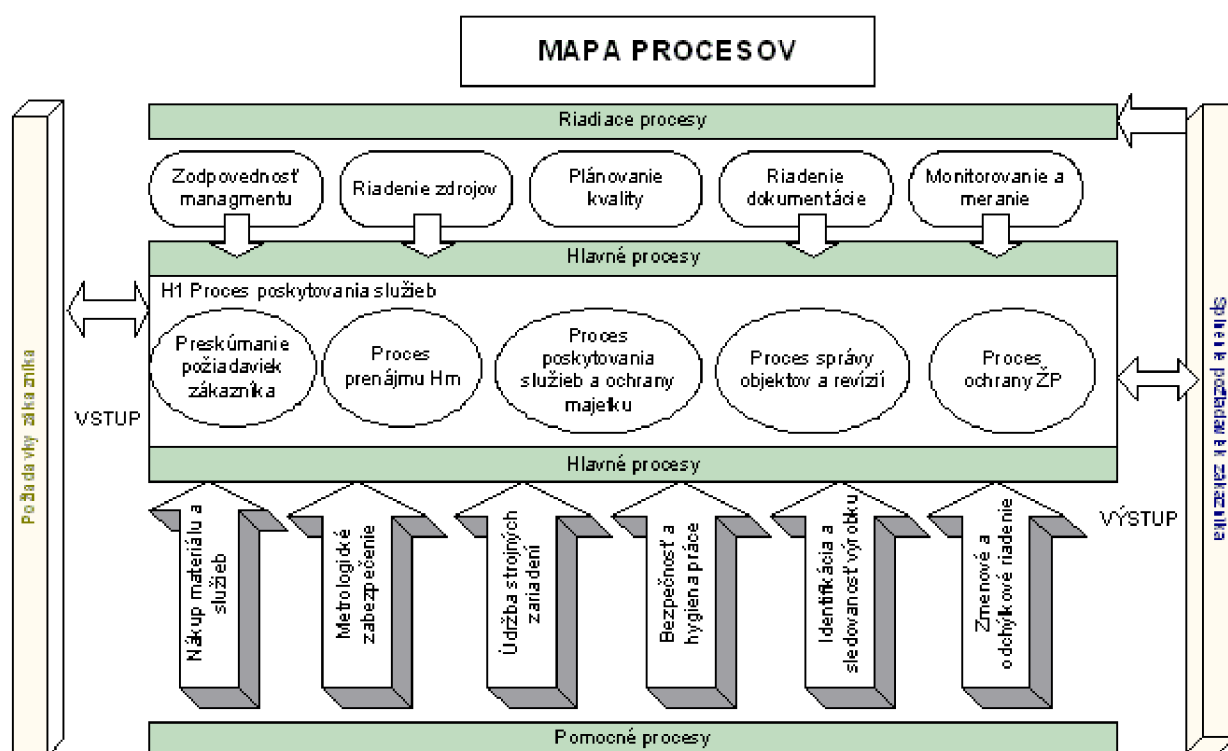 MAPA PROCESOV
Riadiace procesy
Zodpovednosť
managmentu
Riadenie zdrojov
Plánovanie
kvality
Riadenie
dokumentácie
Monitorovanie a
meranie
Hlavné procesy
H1 Proces poskytovania služieb
Preskúmanie
požiadaviek
zákazníka
Proces
prenájmu Hm
Proces
poskytovania
služieb a ochrany
majetku
Proces správy
objektov a revízií
Proces
ochrany ŽP
Hlavné procesy
VSTUP
VÝSTUP
Požiadavky zákazníka
Splnenie požiadaviek zákazníka
Nákup materiálu a
služieb
Metrologické
zabezpečenie
Údržba strojných
zariadení
Bezpečnosť a
hygiena práce
Identifikácia a
sledovanosť výrobku
Zmenové a
odchýlkové riadenie
Pomocné procesy